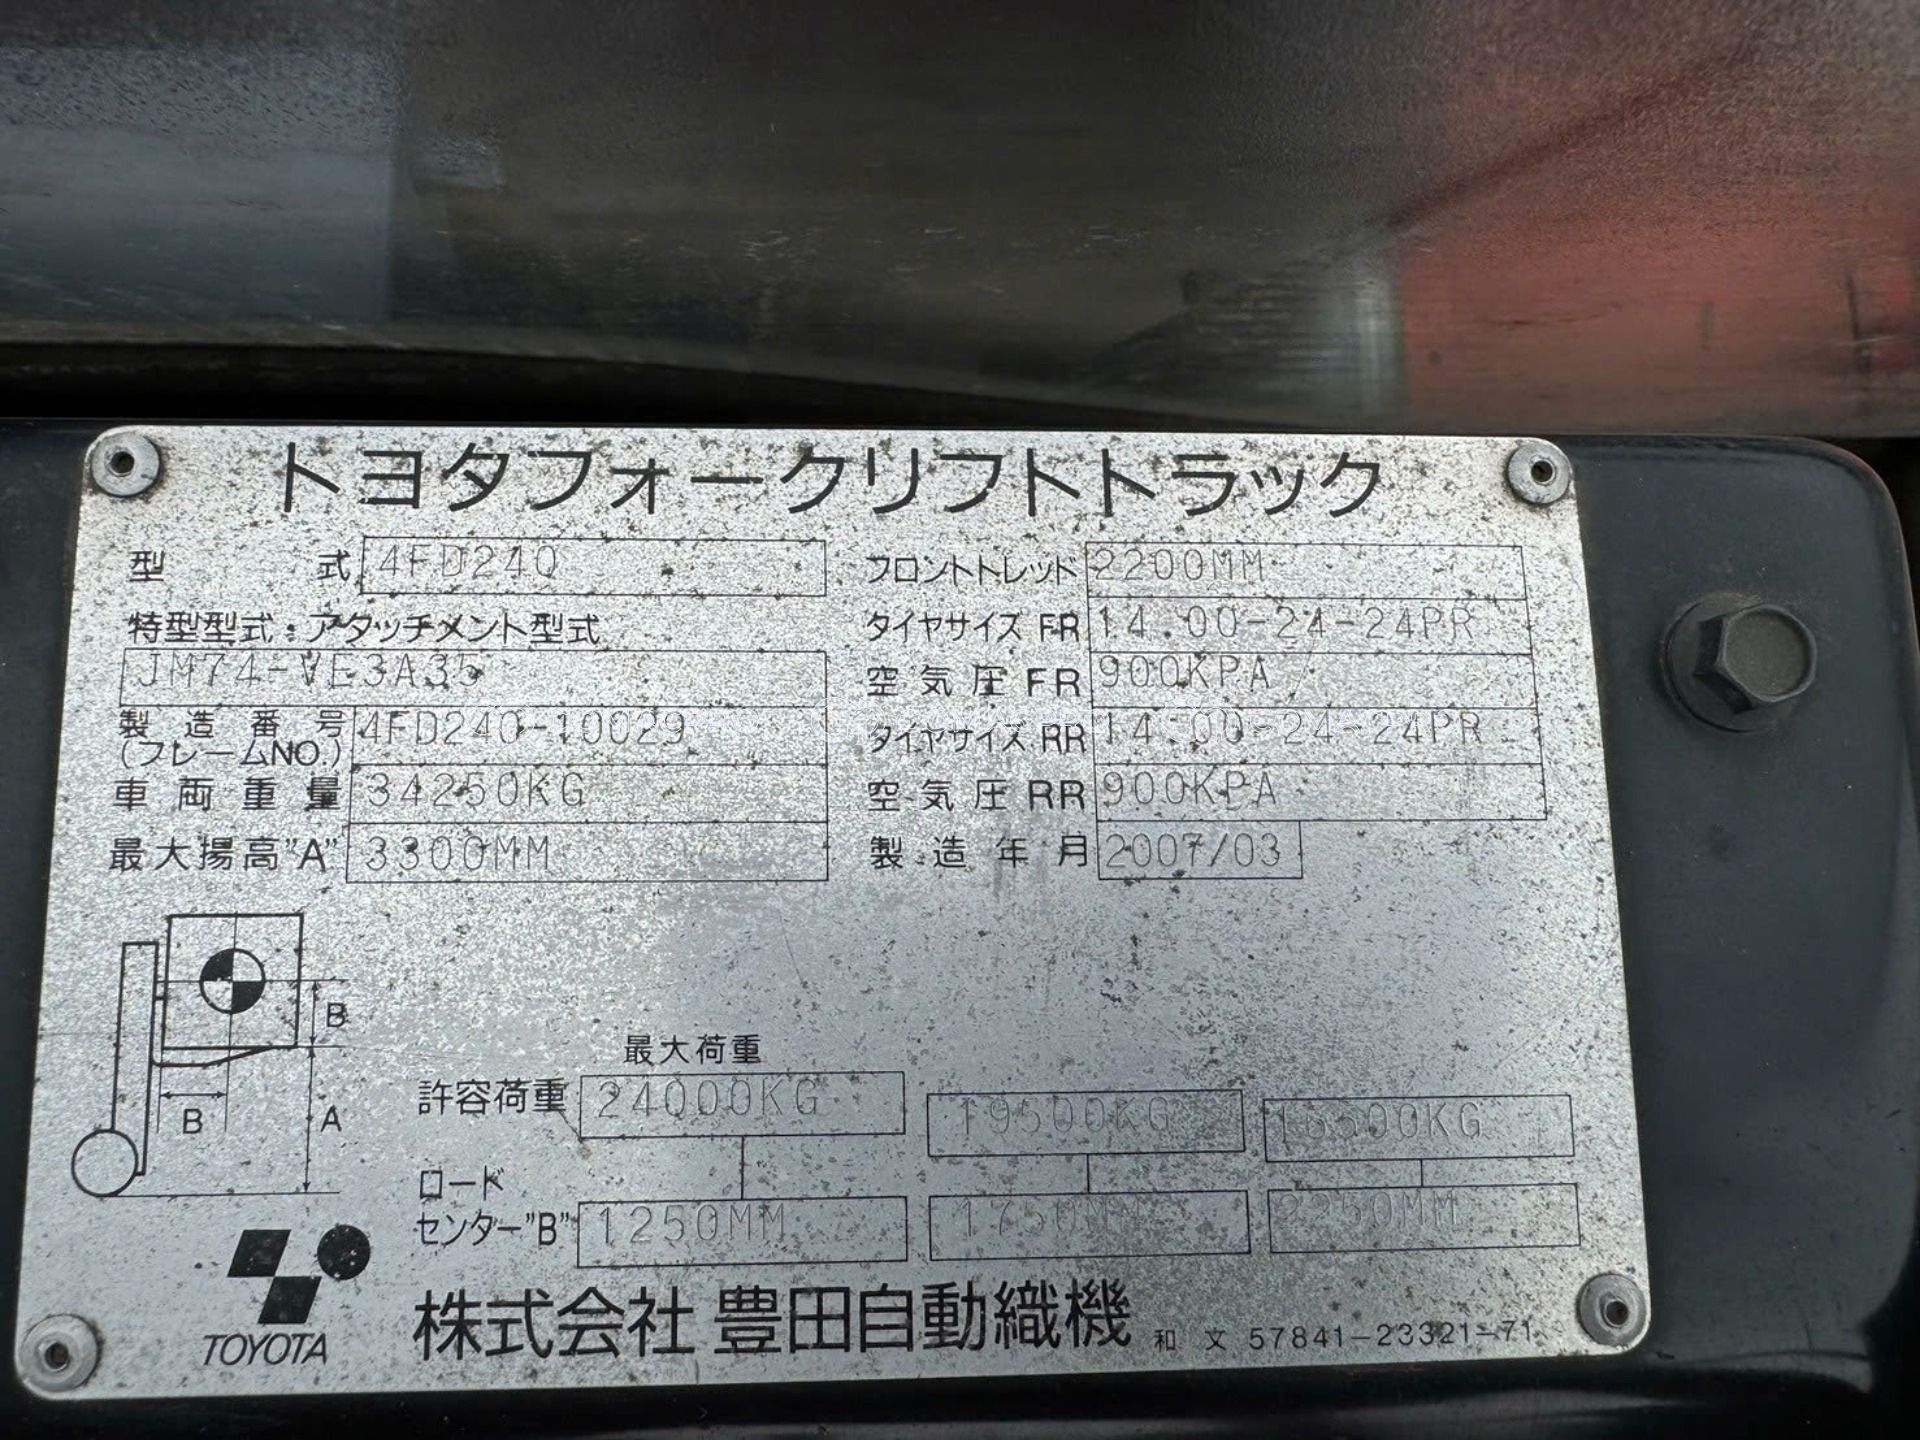 トヨタフォークリフトトラック
型 式 4FD240
特型型式・アタッチメント型式
JM74-VE3A35
製造番号 4FD240-10029
(フレームNO.)
車両重量 34250KG
最大揚高"A" 3300MM
フロントトレッド 2200MM
タイヤサイズ FR 14.00-24-24PR
空気圧 FR 900KPA
タイヤサイズ RR 14.00-24-24PR
空気圧 RR 900KPA
製造年月 2007/03
B
B
A
最大荷重
許容荷重 24000KG 19500KG 16500KG
ロード
センター"B" 1250MM 1750MM 2250MM
TOYOTA
株式会社 豊田自動織機 和文 57841-23321-71